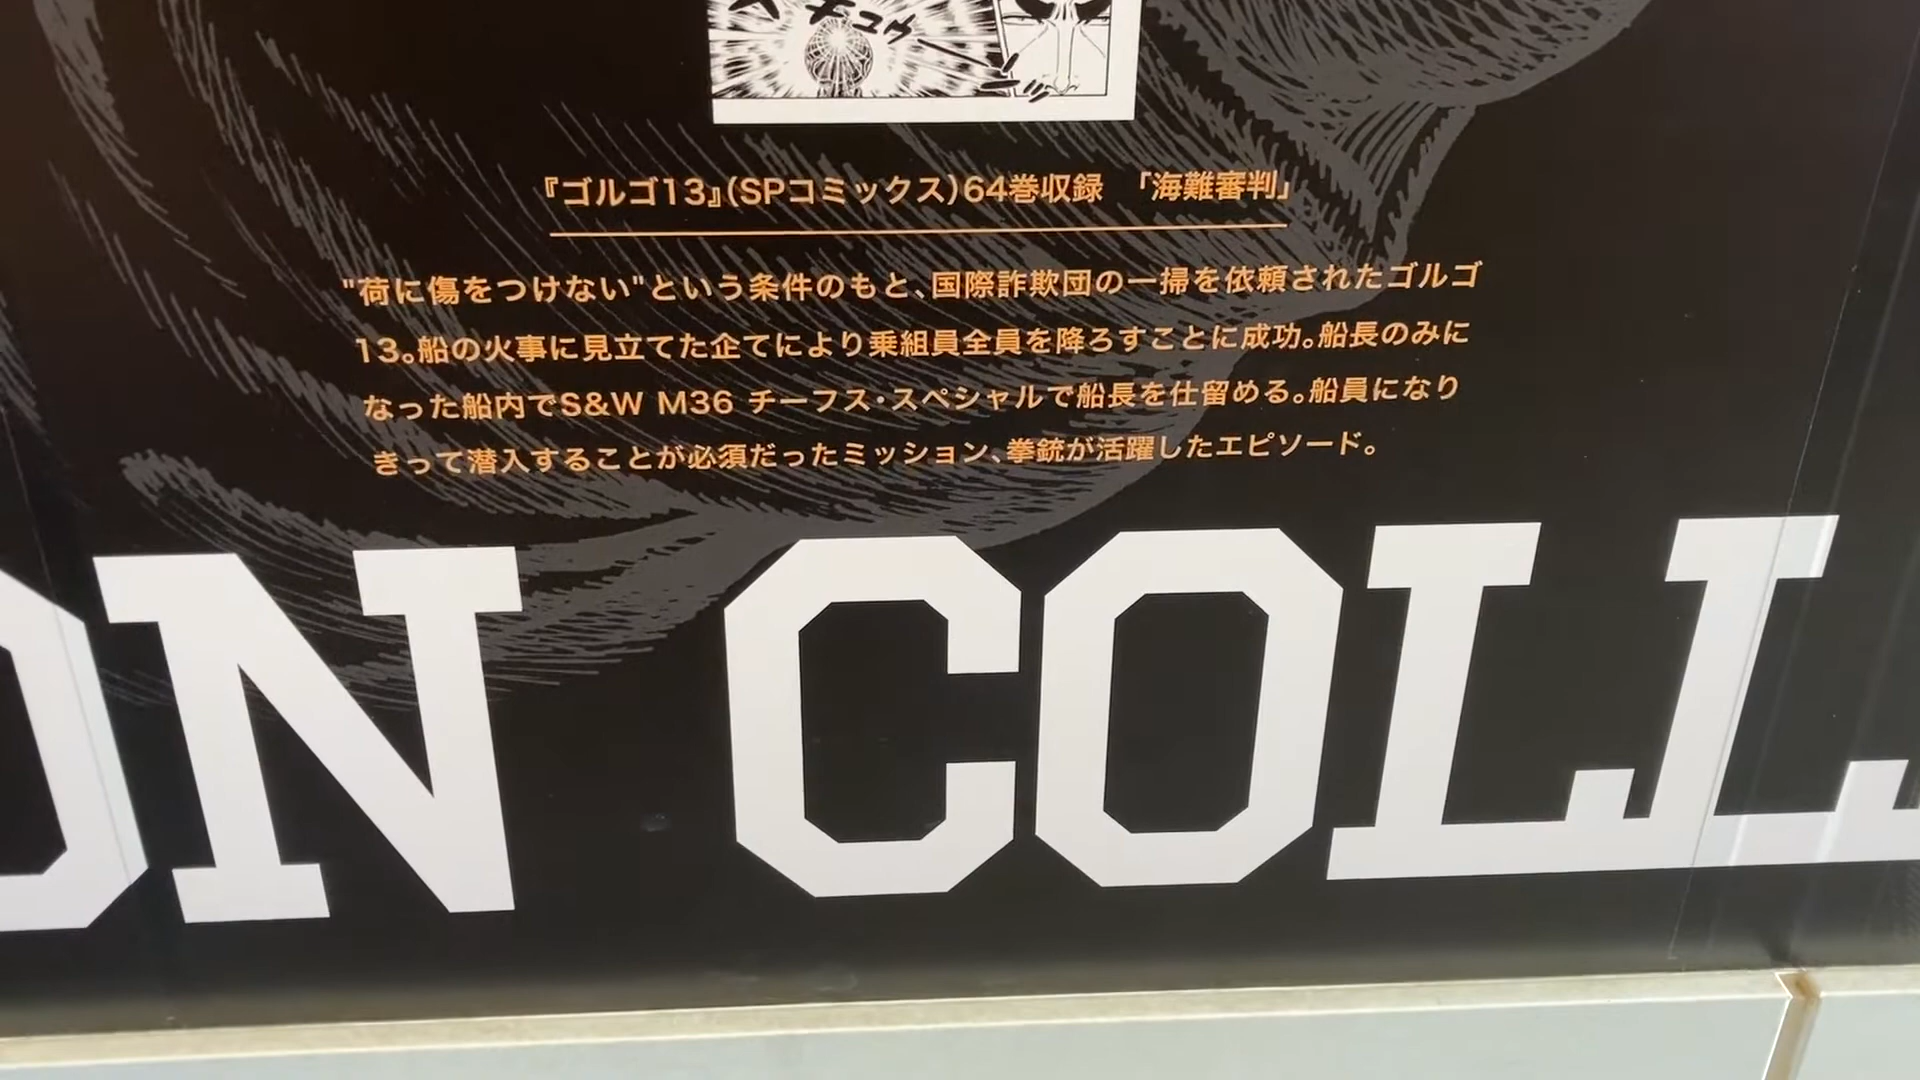 チュゥ
『ゴルゴ13』(SPコミックス)64巻収録 「海難審判」
"荷に傷をつけない"という条件のもと、国際詐欺団の一掃を依頼されたゴルゴ
13。船の火事に見立てた企てにより乗組員全員を降ろすことに成功。船長のみに
なった船内でS&W M36 チーフス・スペシャルで船長を仕留める。船員になり
きって潜入することが必須だったミッション、拳銃が活躍したエピソード。
ON COLL